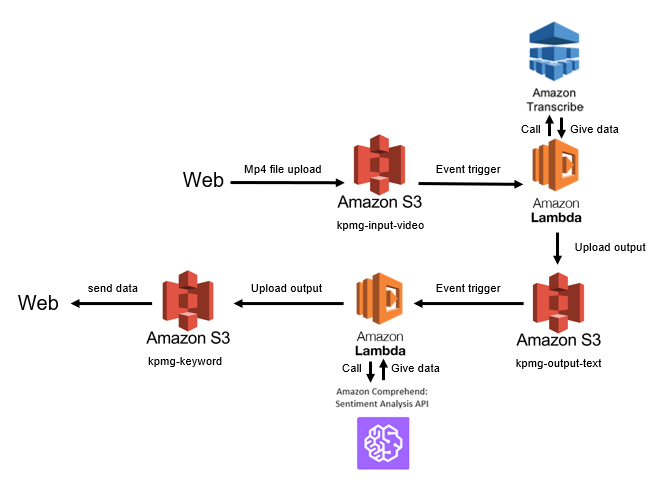 Amazon
Transcribe
Call
Give data
Web
Mp4 file upload
Amazon S3
kpmg-input-video
Event trigger
Amazon
Lambda
Upload output
Web
send data
Amazon S3
kpmg-keyword
Upload output
Amazon
Lambda
Event trigger
Amazon S3
kpmg-output-text
Call
Give data
Amazon Comprehend:
Sentiment Analysis API